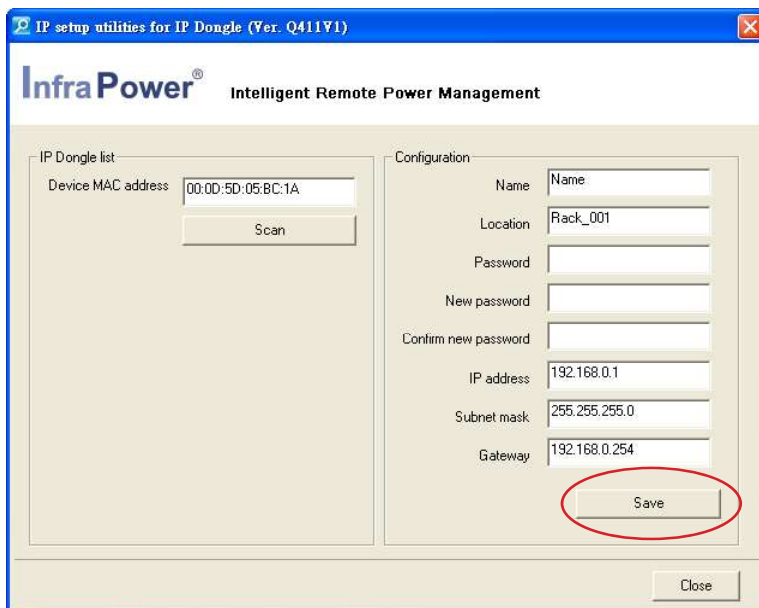 IP setup utilities for IP Dongle (Ver. Q411V1)
InfraPower® Intelligent Remote Power Management
IP Dongle list
Device MAC address 00:0D:5D:05:BC:1A
Scan
Configuration
Name Name
Location Rack_001
Password
New password
Confirm new password
IP address 192.168.0.1
Subnet mask 255.255.255.0
Gateway 192.168.0.254
Save
Close